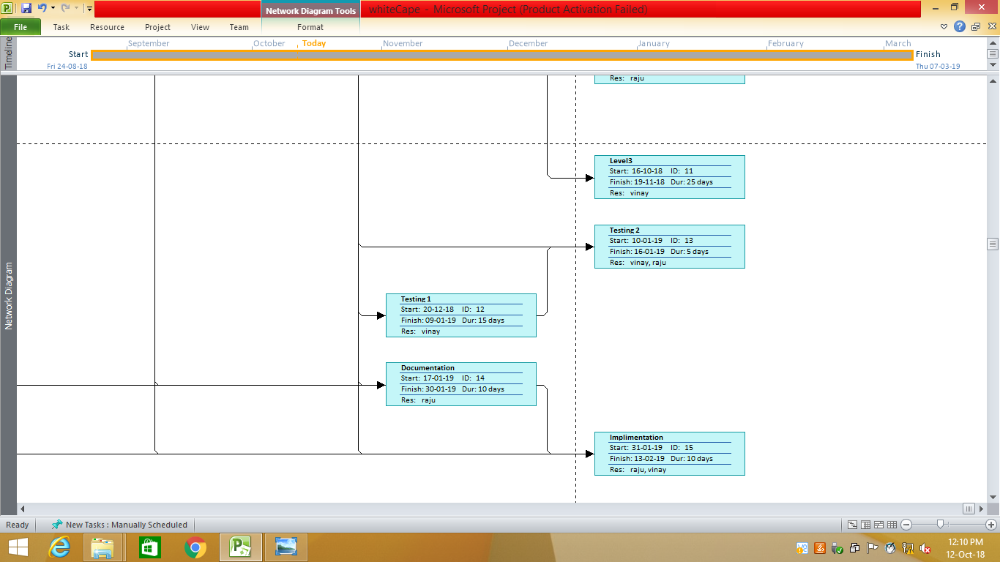 Network Diagram Tools
whiteCape - Microsoft Project (Product Activation Failed)
File Task Resource Project View Team Format
Timeline
September October Today November December January February March
Start
Fri 24-08-18
Finish
Thu 07-03-19
Network Diagram
Res: raju
Level3
Start: 16-10-18 ID: 11
Finish: 19-11-18 Dur: 25 days
Res: vinay
Testing 2
Start: 10-01-19 ID: 13
Finish: 16-01-19 Dur: 5 days
Res: vinay, raju
Testing 1
Start: 20-12-18 ID: 12
Finish: 09-01-19 Dur: 15 days
Res: vinay
Documentation
Start: 17-01-19 ID: 14
Finish: 30-01-19 Dur: 10 days
Res: raju
Implimentation
Start: 31-01-19 ID: 15
Finish: 13-02-19 Dur: 10 days
Res: raju, vinay
Ready New Tasks : Manually Scheduled
12:10 PM
12-Oct-18